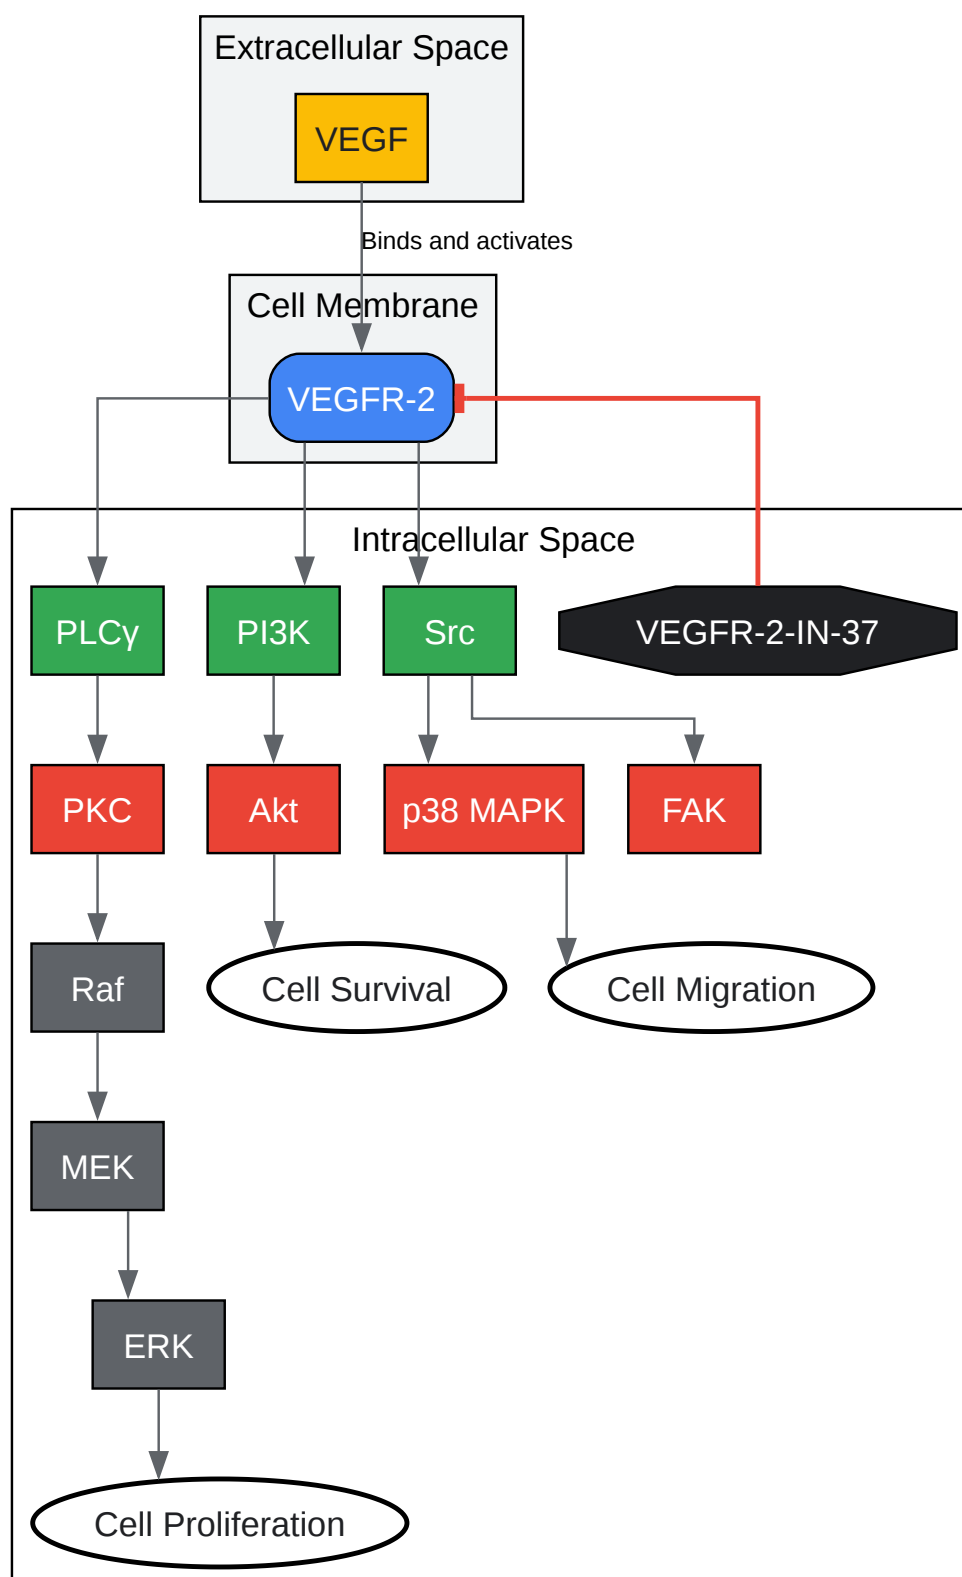 Extracellular Space
VEGF
Binds and activates
Cell Membrane
VEGFR-2
Intracellular Space
PLCγ
PI3K
Src
VEGFR-2-IN-37
PKC
Akt
p38 MAPK
FAK
Raf
Cell Survival
Cell Migration
MEK
ERK
Cell Proliferation